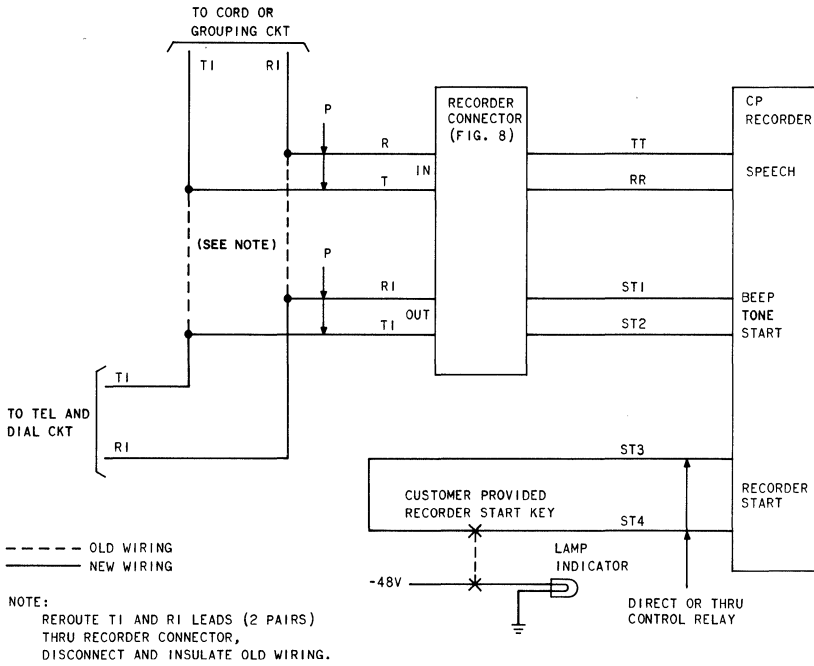 TO CORD OR
GROUPING CKT
T1 R1
P
RECORDER
CONNECTOR
(FIG. 8)
CP
RECORDER
R
IN
T
TT
RR
SPEECH
(SEE NOTE)
P
R1
OUT
T1
ST1
ST2
BEEP
TONE
START
T1
TO TEL AND
DIAL CKT
R1
ST3
ST4
RECORDER
START
CUSTOMER PROVIDED
RECORDER START KEY
LAMP
INDICATOR
-48V
DIRECT OR THRU
CONTROL RELAY
OLD WIRING
NEW WIRING
NOTE:
REROUTE T1 AND R1 LEADS (2 PAIRS)
THRU RECORDER CONNECTOR,
DISCONNECT AND INSULATE OLD WIRING.